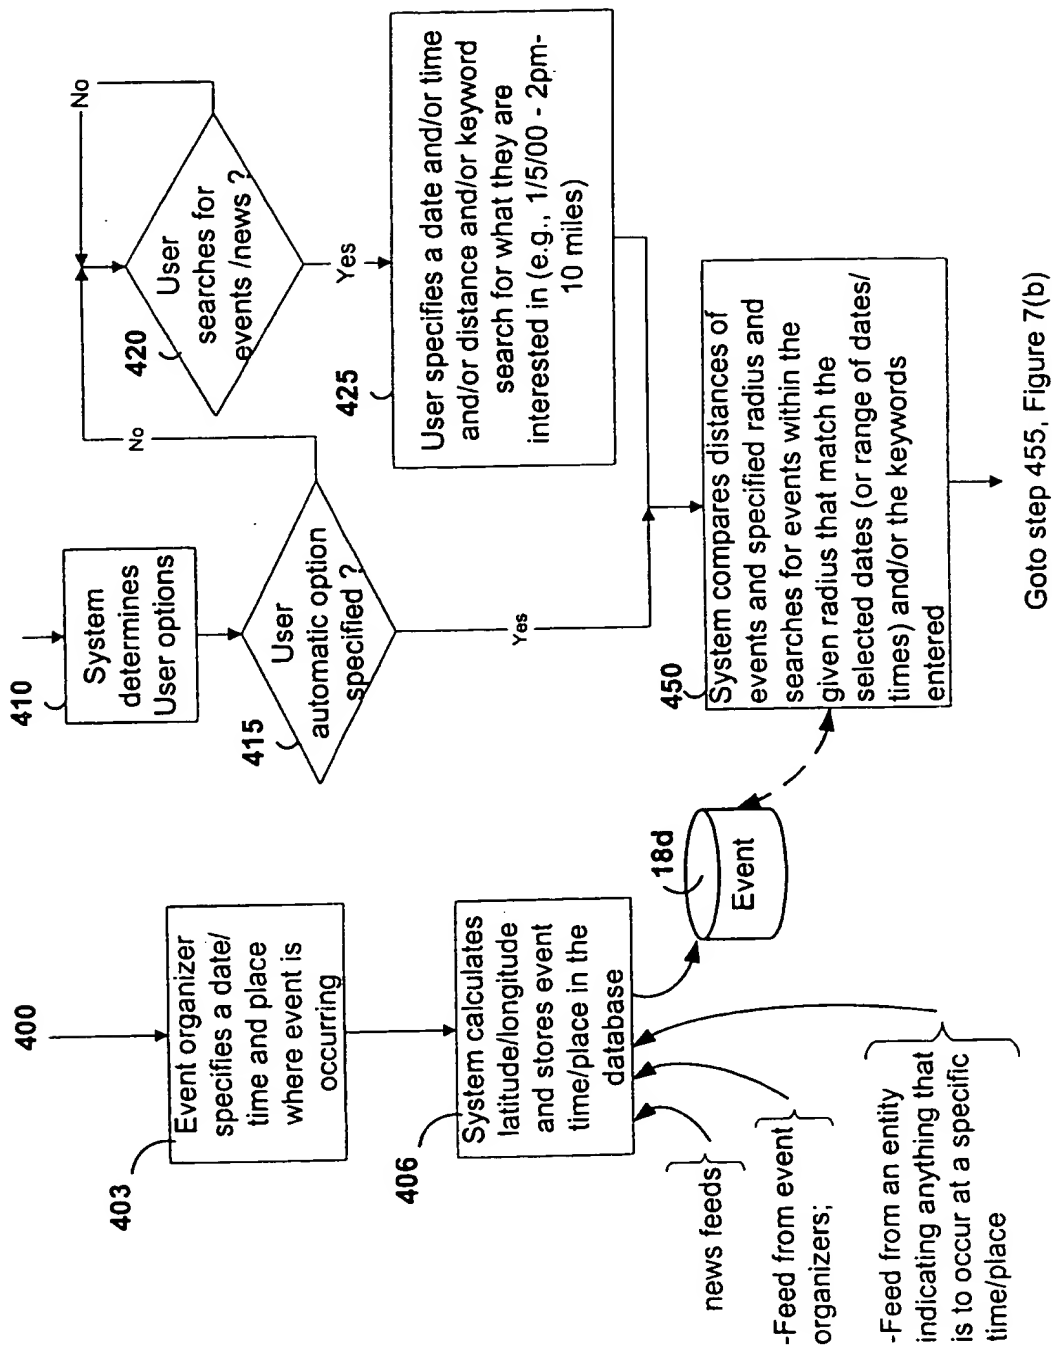 400
403
Event organizer
specifies a date/
time and place
where event is
occurring
406
System calculates
latitude/longitude
and stores event
time/place in the
database
news feeds
-Feed from event
organizers;
-Feed from an entity
indicating anything that
is to occur at a specific
time/place
18d
Event
410
System
determines
User options
415
User
automatic option
specified ?
No
Yes
420
User
searches for
events /news ?
No
Yes
425
User specifies a date and/or time
and/or distance and/or keyword
search for what they are
interested in (e.g., 1/5/00 - 2pm-
10 miles)
450
System compares distances of
events and specified radius and
searches for events within the
given radius that match the
selected dates (or range of dates/
times) and/or the keywords
entered
Goto step 455, Figure 7(b)